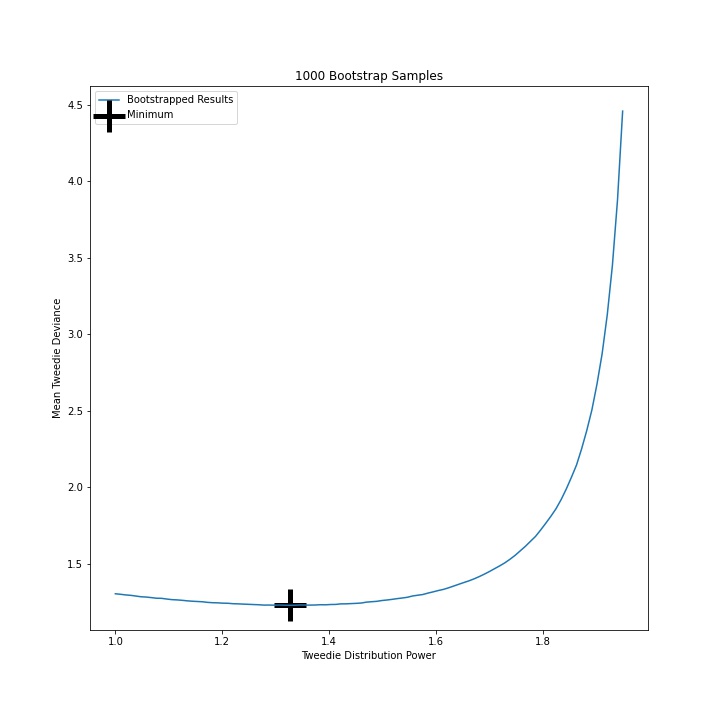 1000 Bootstrap Samples
Bootstrapped Results
Minimum
4.5
4.0
3.5
3.0
2.5
2.0
1.5
Mean Tweedie Deviance
1.0 1.2 1.4 1.6 1.8
Tweedie Distribution Power